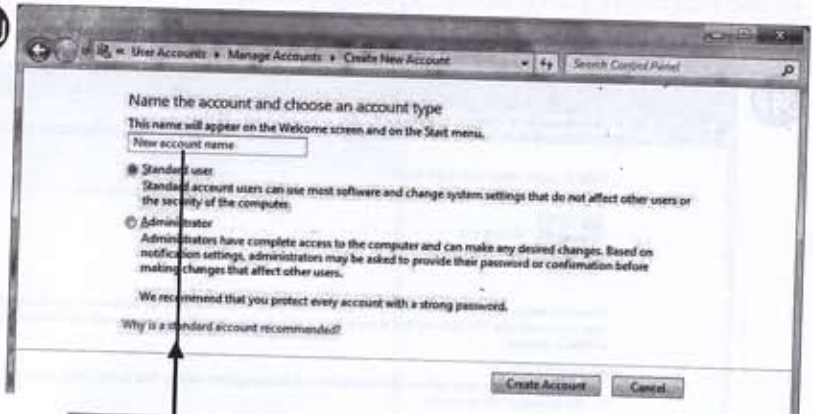 « User Accounts ▸ Manage Accounts ▸ Create New Account
Search Control Panel
Name the account and choose an account type
This name will appear on the Welcome screen and on the Start menu.
New account name
Standard user
Standard account users can use most software and change system settings that do not affect other users or
the security of the computer.
Administrator
Administrators have complete access to the computer and can make any desired changes. Based on
notification settings, administrators may be asked to provide their password or confirmation before
making changes that affect other users.
We recommend that you protect every account with a strong password.
Why is a standard account recommended?
Create Account
Cancel